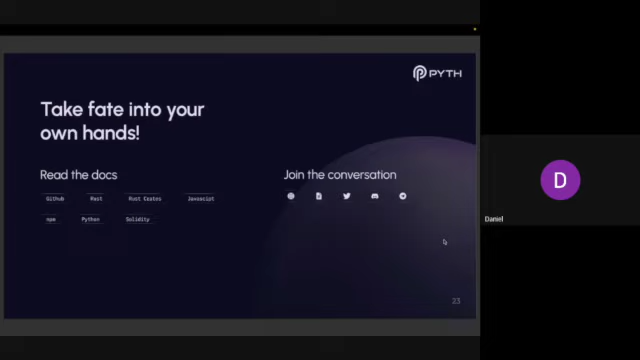 PYTH
Take fate into your
own hands!
Read the docs
Github Rust Rust Crates Javascipt
npm Python Solidity
Join the conversation
23
D
Daniel